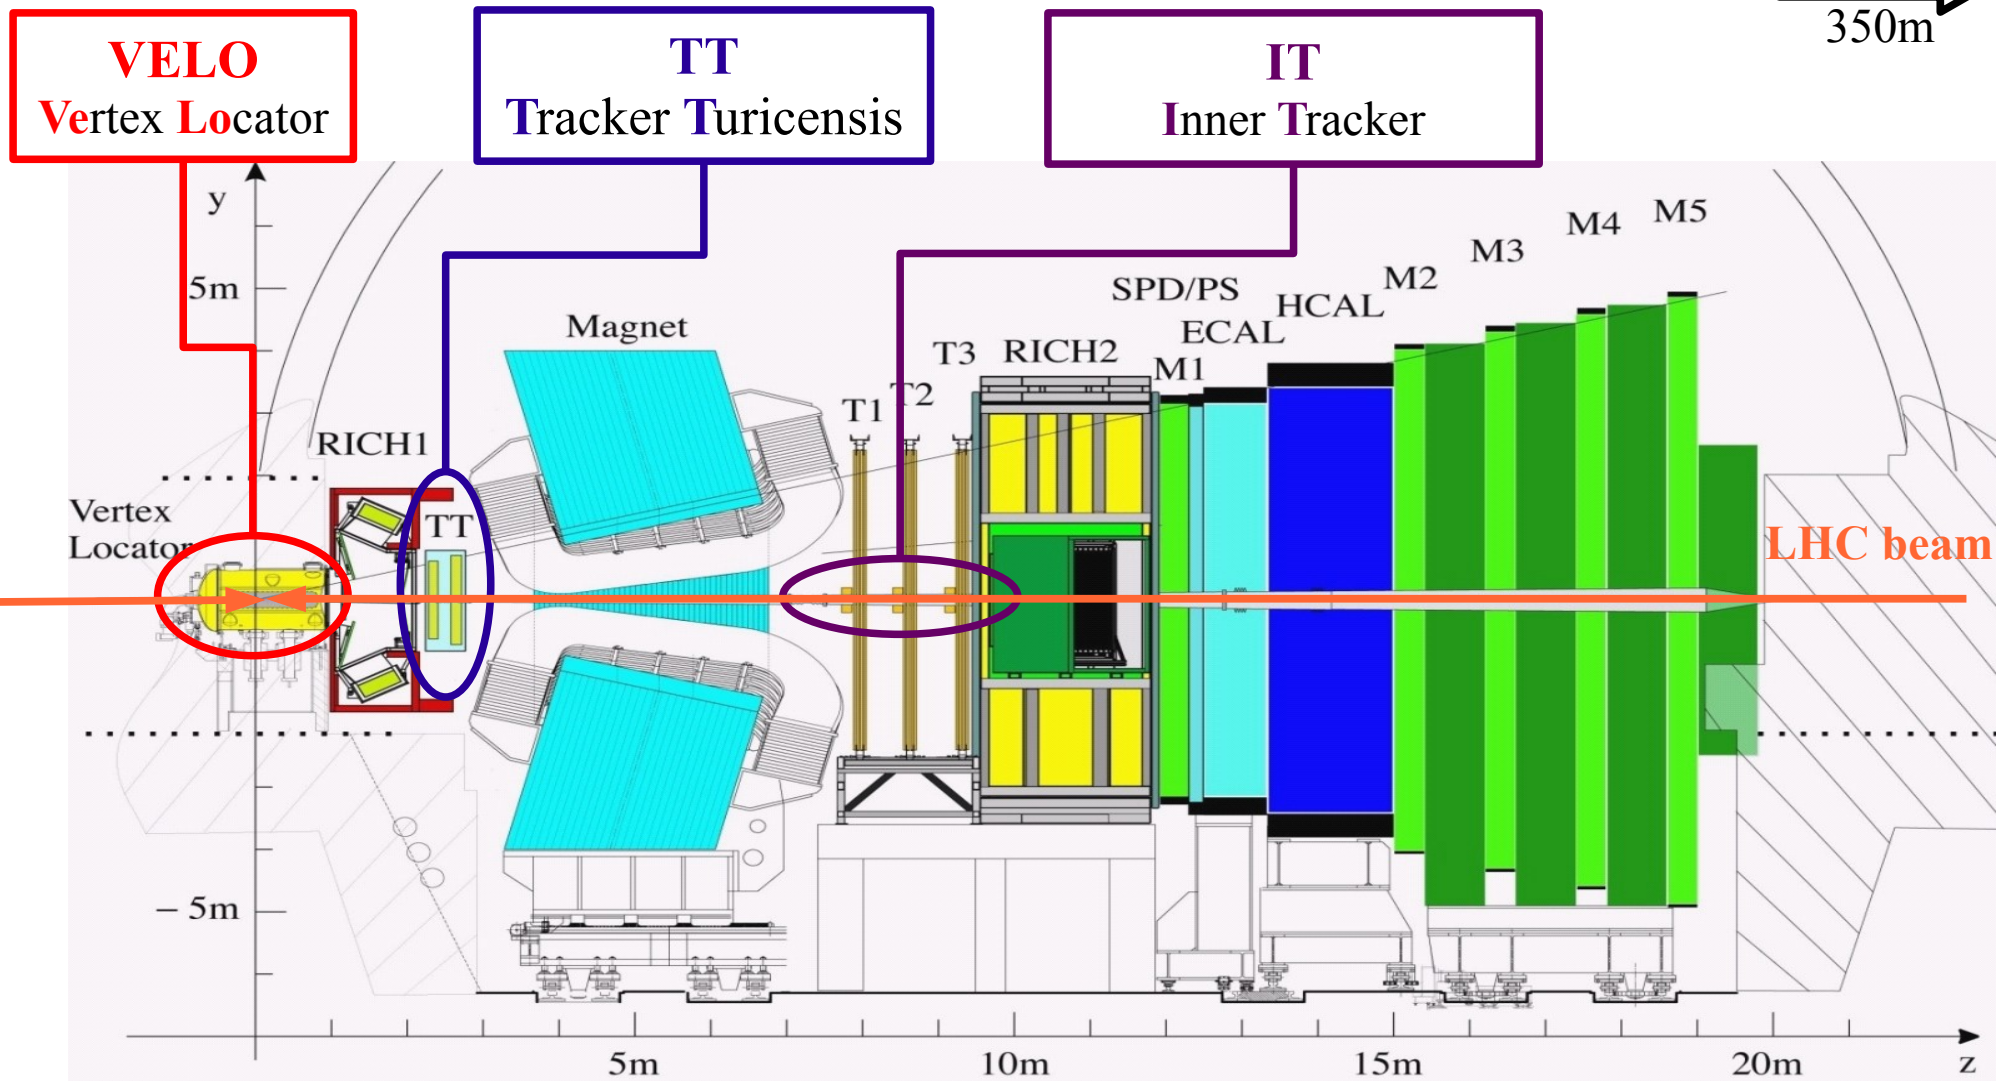 350m
VELO
Vertex Locator
TT
Tracker Turicensis
IT
Inner Tracker
y
5m
Magnet
SPD/PS
ECAL
HCAL
M2
M3
M4
M5
T1
T2
T3
RICH2
M1
RICH1
TT
Vertex
Locator
LHC beam
− 5m
5m
10m
15m
20m
z